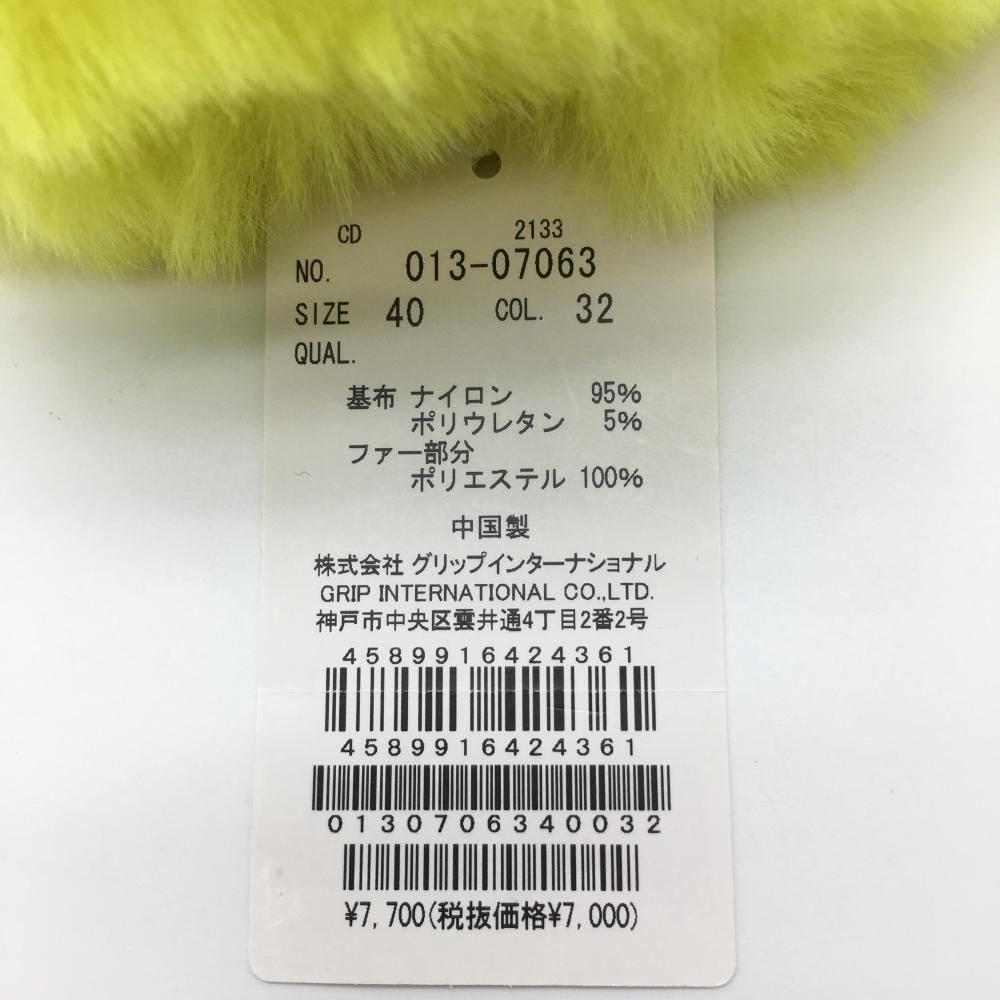 CD 2133
NO. 013-07063
SIZE 40 COL. 32
QUAL.
基布 ナイロン 95%
ポリウレタン 5%
ファー部分
ポリエステル 100%
中国製
株式会社 グリップインターナショナル
GRIP INTERNATIONAL CO.,LTD.
神戸市中央区雲井通4丁目2番2号
4589916424361
4589916424361
0130706340032
¥7,700(税抜価格¥7,000)